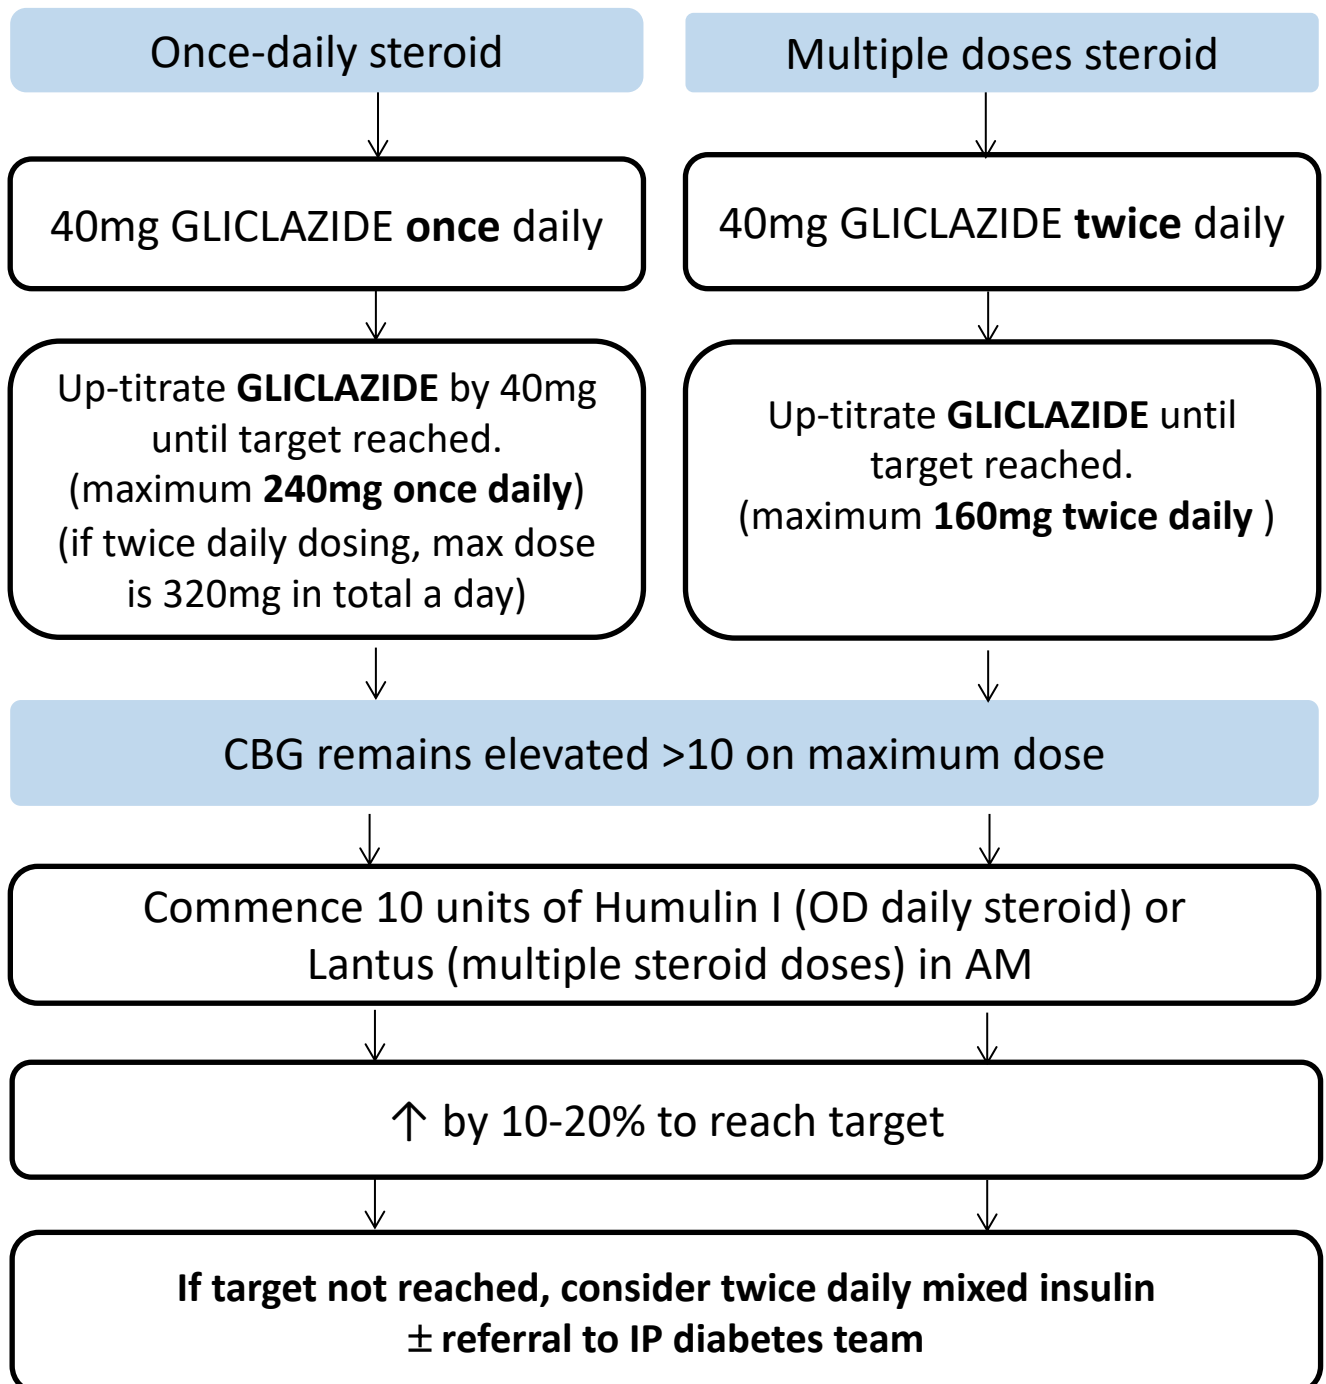 Once-daily steroid
Multiple doses steroid
40mg GLICLAZIDE once daily
40mg GLICLAZIDE twice daily
Up-titrate GLICLAZIDE by 40mg
until target reached.
(maximum 240mg once daily)
(if twice daily dosing, max dose
is 320mg in total a day)
Up-titrate GLICLAZIDE until
target reached.
(maximum 160mg twice daily )
CBG remains elevated >10 on maximum dose
Commence 10 units of Humulin I (OD daily steroid) or
Lantus (multiple steroid doses) in AM
↑ by 10-20% to reach target
If target not reached, consider twice daily mixed insulin
± referral to IP diabetes team